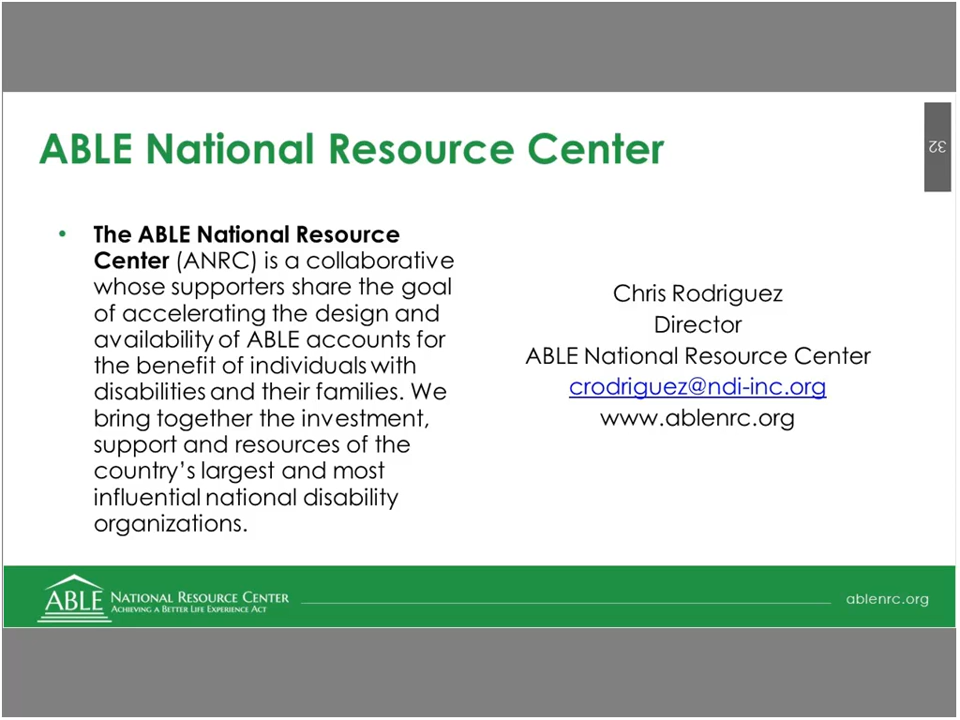 ABLE National Resource Center
32
• The ABLE National Resource
Center (ANRC) is a collaborative
whose supporters share the goal
of accelerating the design and
availability of ABLE accounts for
the benefit of individuals with
disabilities and their families. We
bring together the investment,
support and resources of the
country’s largest and most
influential national disability
organizations.
Chris Rodriguez
Director
ABLE National Resource Center
crodriguez@ndi-inc.org
www.ablenrc.org
ABLE NATIONAL RESOURCE CENTER
ACHIEVING A BETTER LIFE EXPERIENCE ACT
ablenrc.org